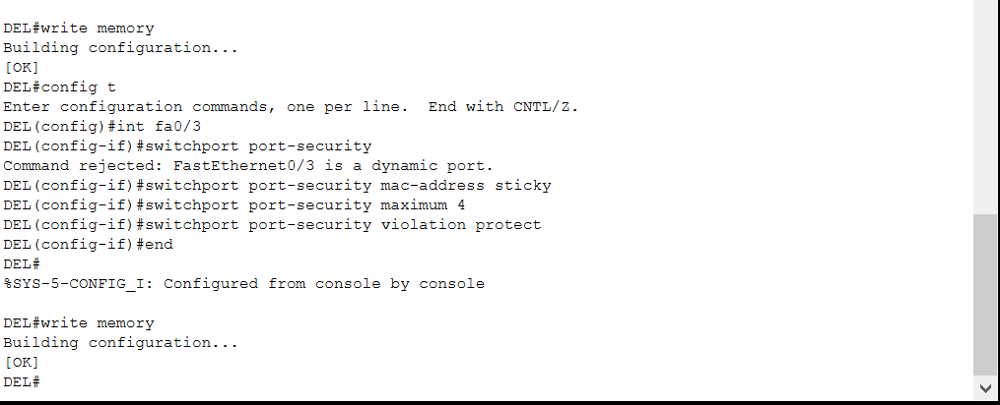 DEL#write memory
Building configuration...
[OK]
DEL#config t
Enter configuration commands, one per line.  End with CNTL/Z.
DEL(config)#int fa0/3
DEL(config-if)#switchport port-security
Command rejected: FastEthernet0/3 is a dynamic port.
DEL(config-if)#switchport port-security mac-address sticky
DEL(config-if)#switchport port-security maximum 4
DEL(config-if)#switchport port-security violation protect
DEL(config-if)#end
DEL#
%SYS-5-CONFIG_I: Configured from console by console
DEL#write memory
Building configuration...
[OK]
DEL#